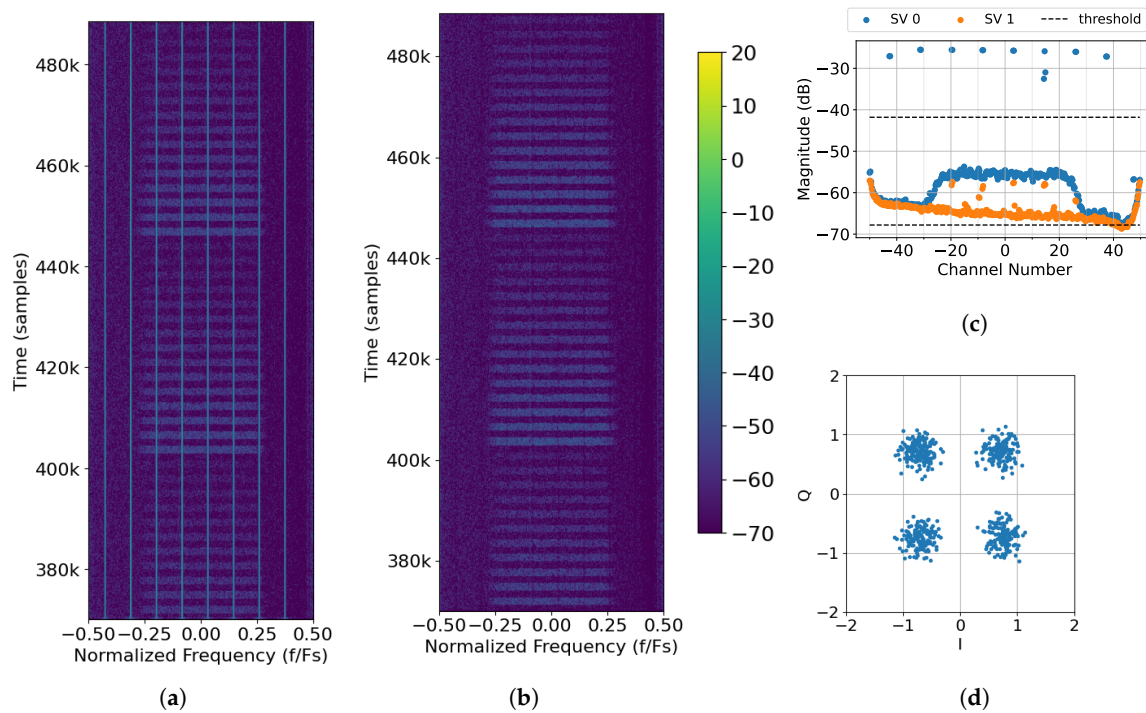 480k
460k
440k
420k
400k
380k
Time (samples)
−0.50 −0.25 0.00 0.25 0.50
Normalized Frequency (f/Fs)
(a)
480k
460k
440k
420k
400k
380k
Time (samples)
−0.50 −0.25 0.00 0.25 0.50
Normalized Frequency (f/Fs)
(b)
20
10
0
−10
−20
−30
−40
−50
−60
−70
SV 0 SV 1 threshold
−30
−40
−50
−60
−70
Magnitude (dB)
−40 −20 0 20 40
Channel Number
(c)
2
1
0
−1
−2
Q
−2 −1 0 1 2
I
(d)